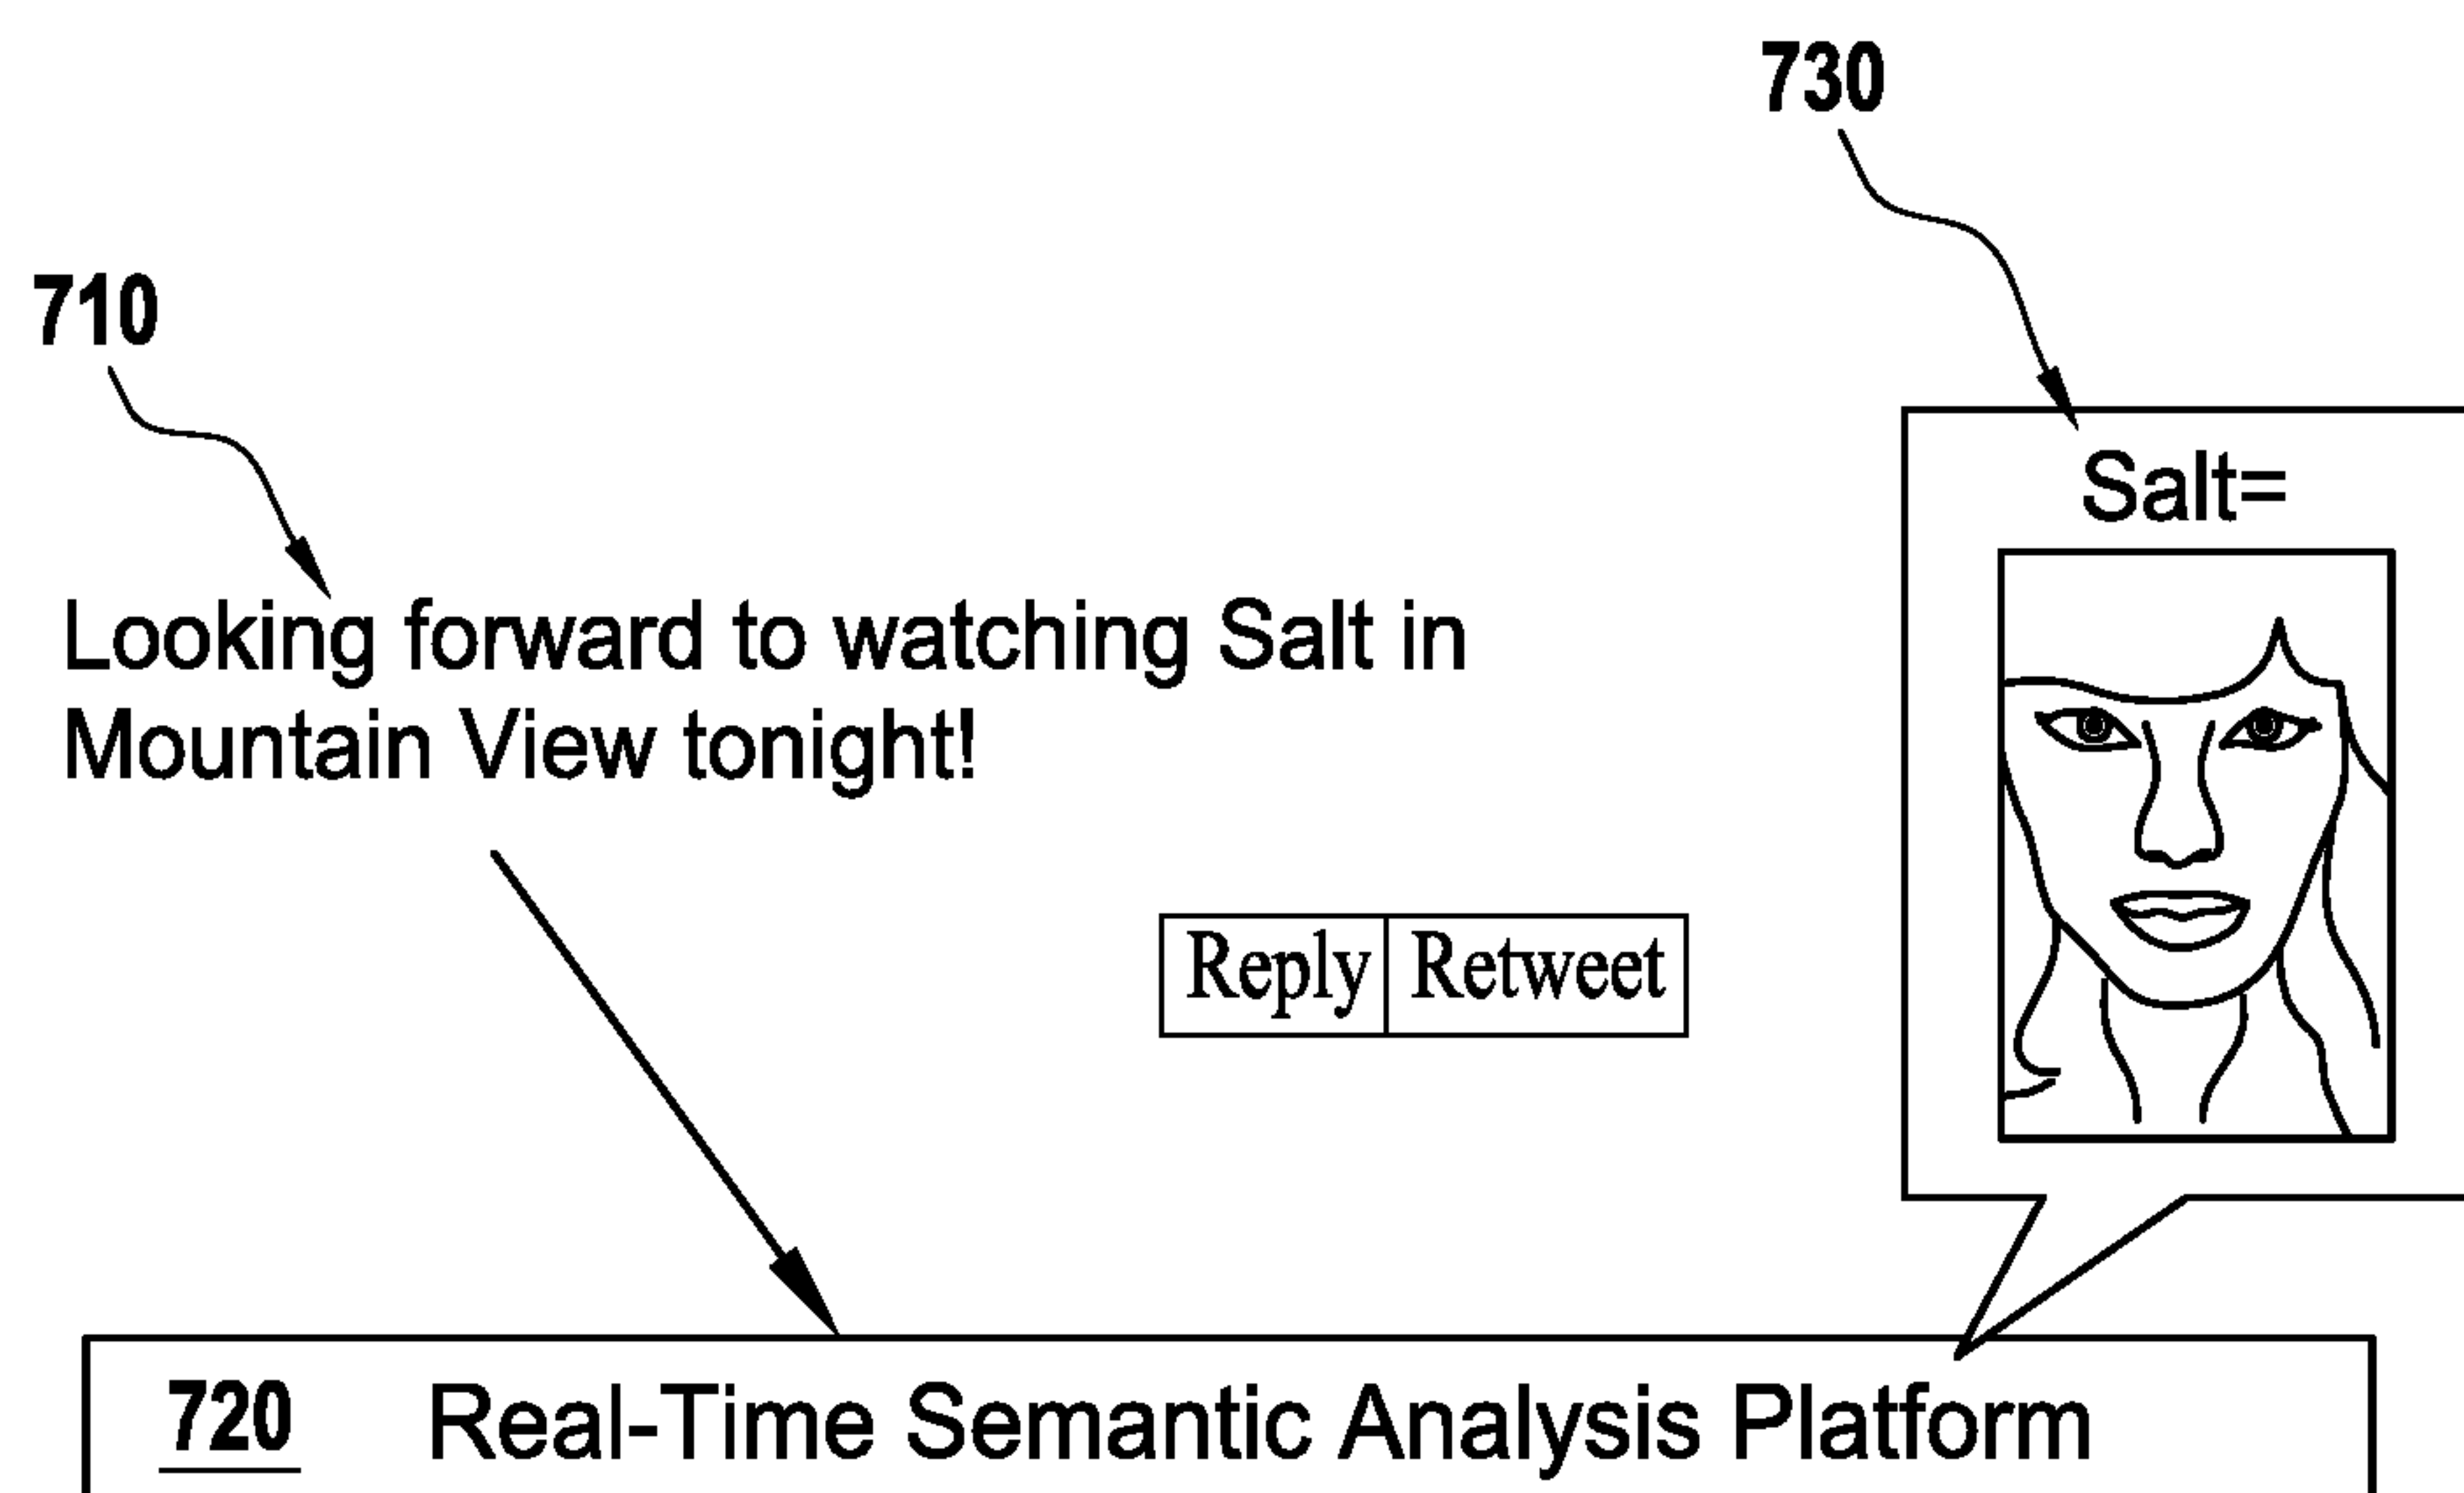 730
710
Salt=
Looking forward to watching Salt in
Mountain View tonight!
Reply Retweet
720 Real-Time Semantic Analysis Platform